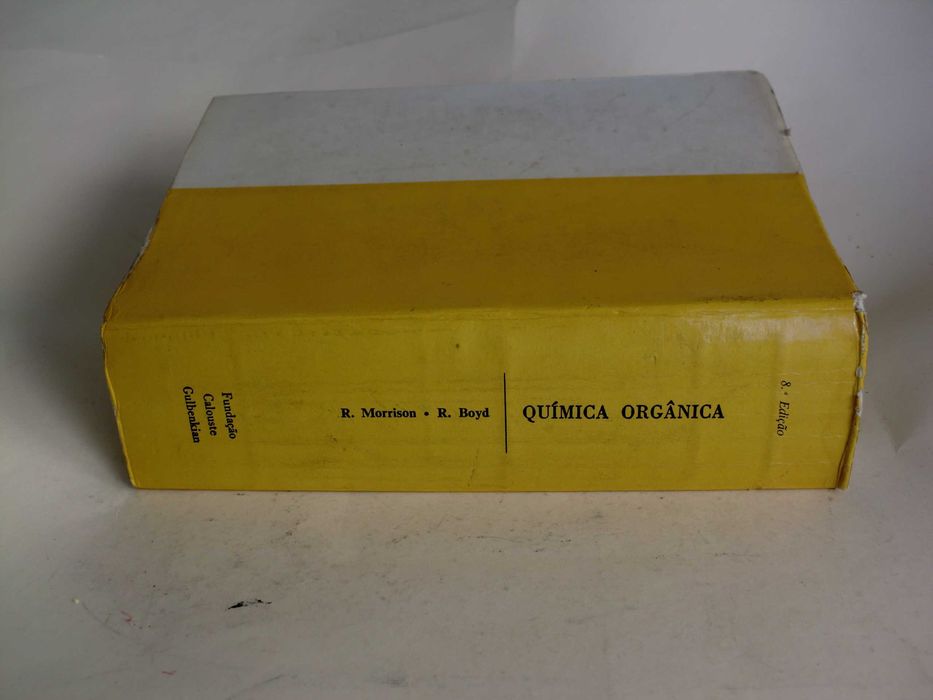 Fundação
Calouste
Gulbenkian
R. Morrison • R. Boyd
QUÍMICA ORGÂNICA
8.ª Edição